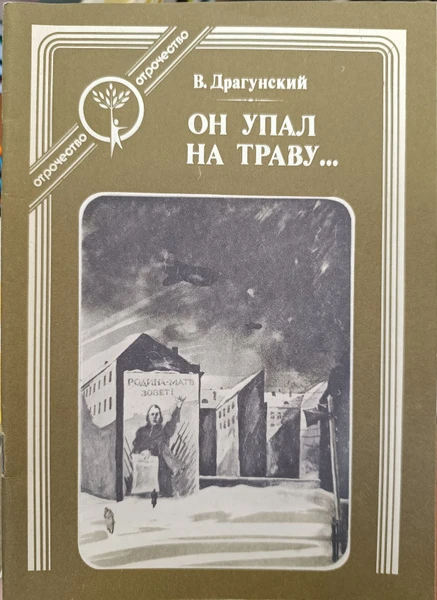 отрочество
отрочество
В. Драгунский
ОН УПАЛ
НА ТРАВУ...
РОДИНА-МАТЬ
ЗОВЕТ!